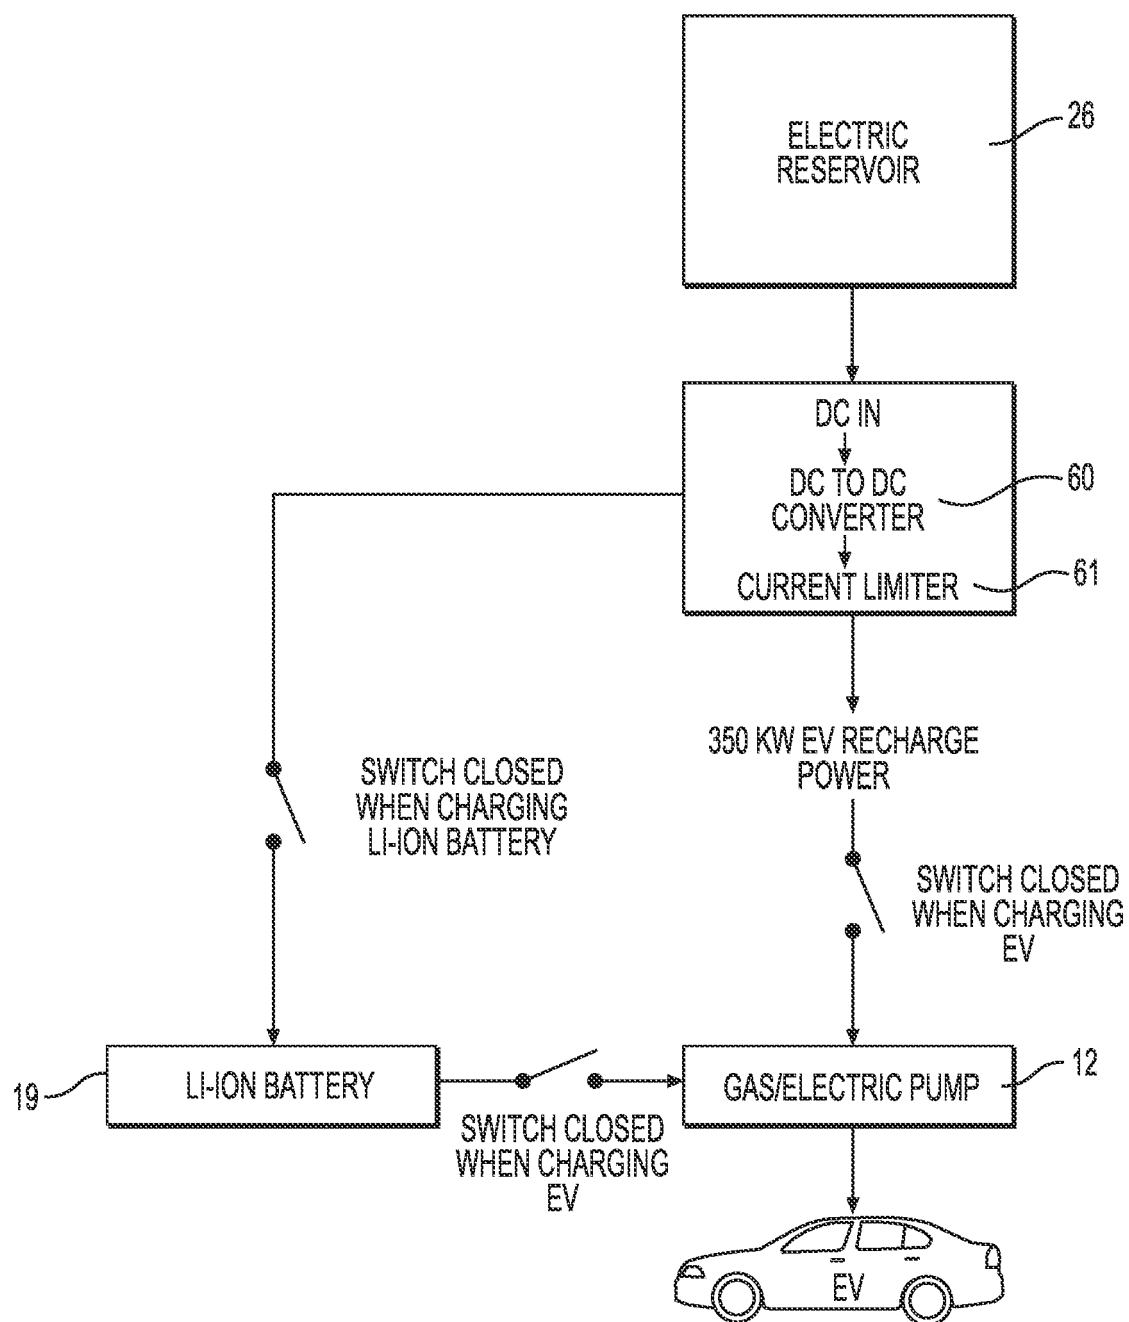 ELECTRIC
RESERVOIR
26
DC IN
DC TO DC
CONVERTER
60
CURRENT LIMITER
61
350 KW EV RECHARGE
POWER
SWITCH CLOSED
WHEN CHARGING
LI-ION BATTERY
SWITCH CLOSED
WHEN CHARGING
EV
19
LI-ION BATTERY
SWITCH CLOSED
WHEN CHARGING
EV
GAS/ELECTRIC PUMP
12
EV